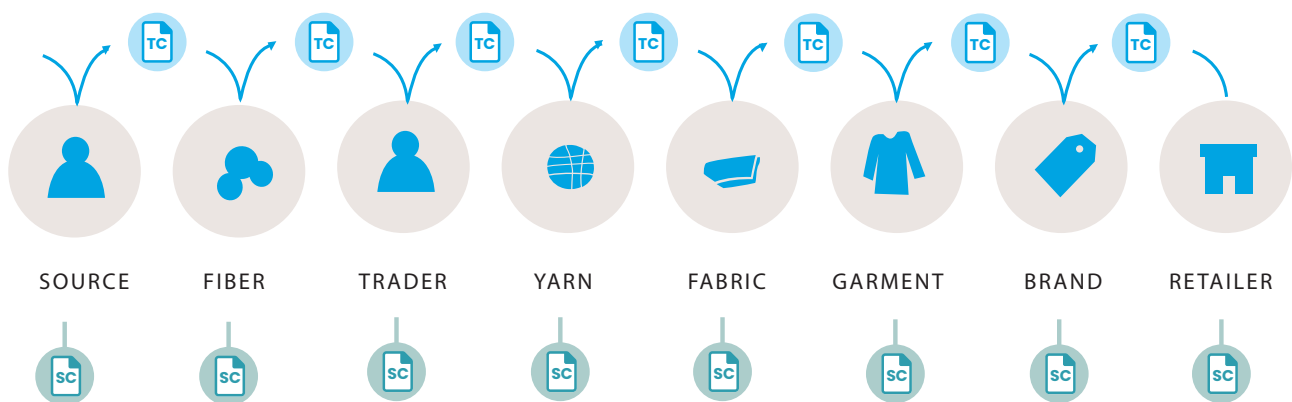 TC TC TC TC TC TC TC
SOURCE FIBER TRADER YARN FABRIC GARMENT BRAND RETAILER
SC SC SC SC SC SC SC SC